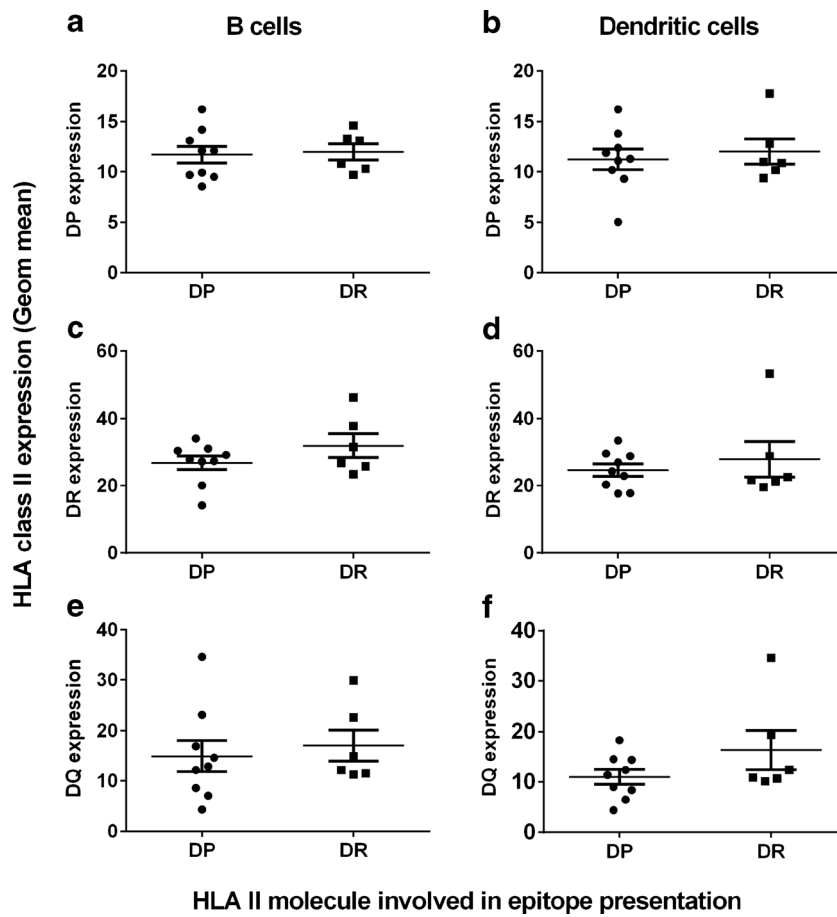 a
B cells
b
Dendritic cells
HLA class II expression (Geom mean)
DP expression
20
15
10
5
0
DP
DR
DP expression
20
15
10
5
0
DP
DR
c
DR expression
60
40
20
0
DP
DR
d
DR expression
60
40
20
0
DP
DR
e
DQ expression
40
30
20
10
0
DP
DR
f
DQ expression
40
30
20
10
0
DP
DR
HLA II molecule involved in epitope presentation